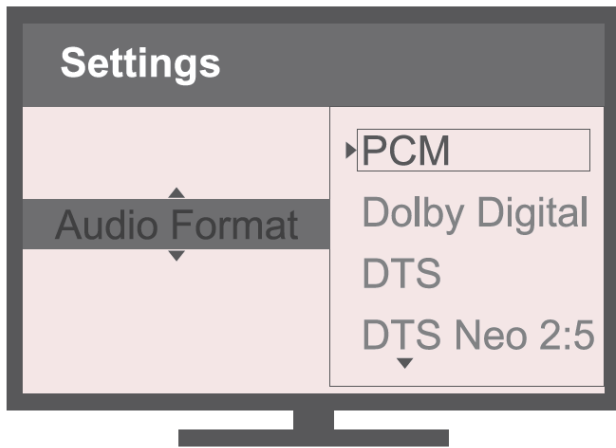 Settings
Audio Format
PCM
Dolby Digital
DTS
DTS Neo 2:5